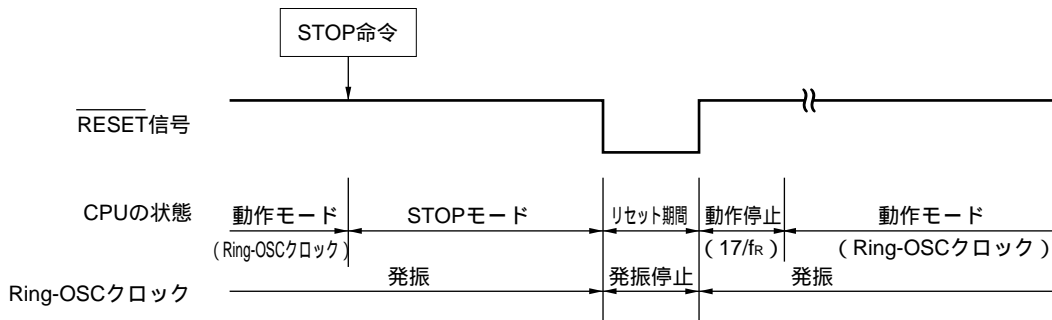 STOP命令
RESET信号
CPUの状態 動作モード STOPモード リセット期間 動作停止 動作モード
(Ring-OSCクロック) (17/fR) (Ring-OSCクロック)
Ring-OSCクロック 発振 発振停止 発振